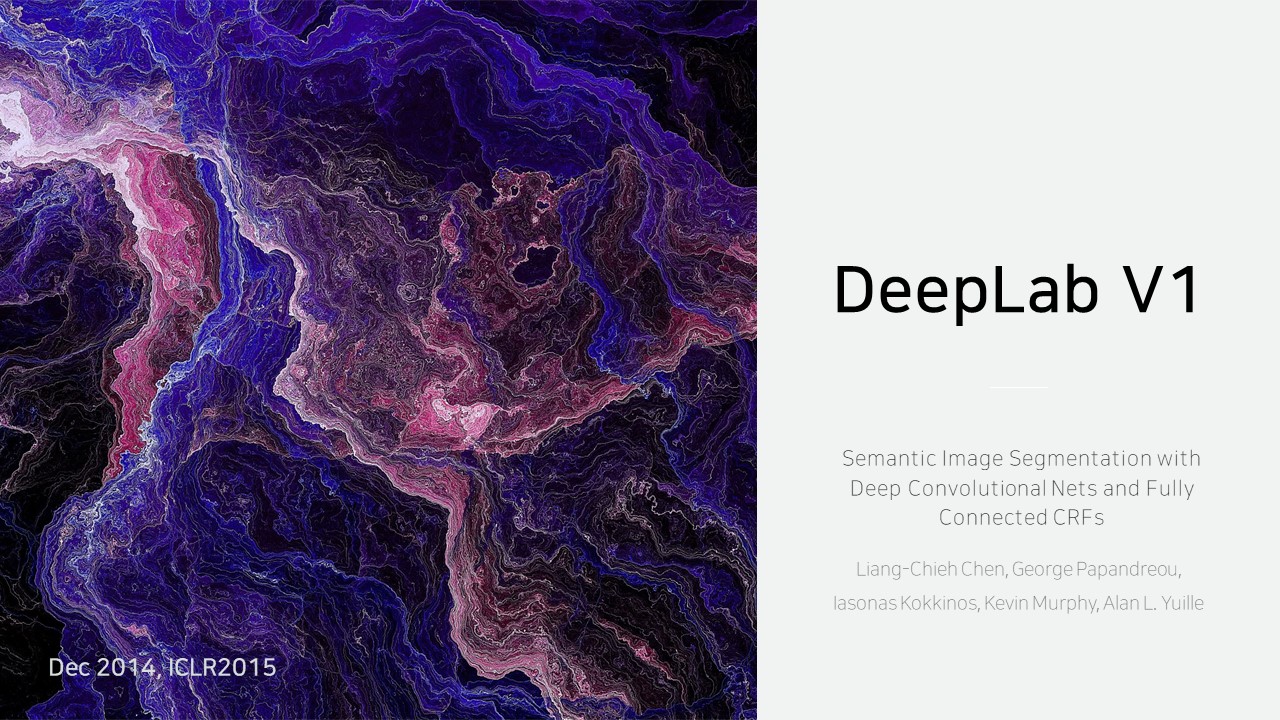 DeepLab V1
Semantic Image Segmentation with
Deep Convolutional Nets and Fully
Connected CRFs
Liang-Chieh Chen, George Papandreou,
Iasonas Kokkinos, Kevin Murphy, Alan L. Yuille
Dec 2014, ICLR2015